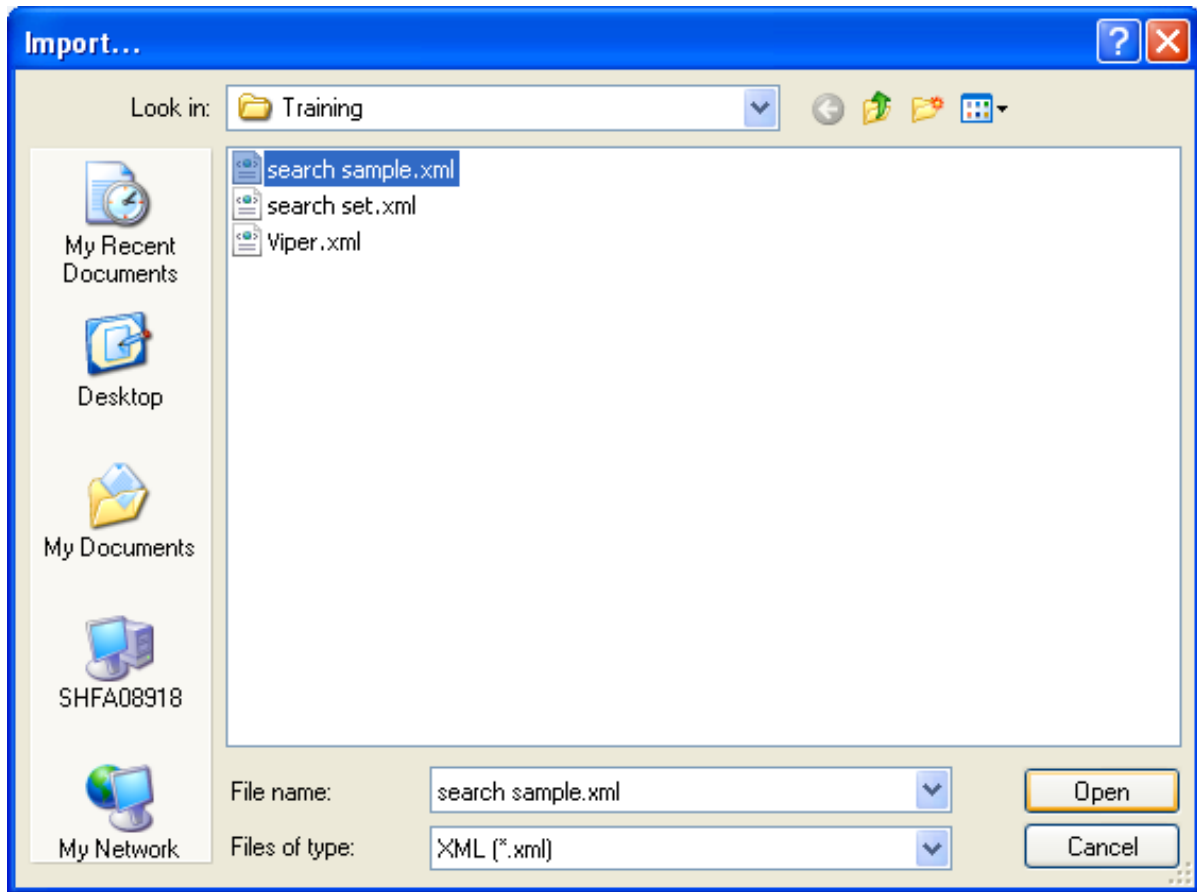 Import...
Look in: Training
search sample.xml
search set.xml
Viper.xml
My Recent
Documents
Desktop
My Documents
SHFA08918
My Network
File name: search sample.xml Open
Files of type: XML (*.xml) Cancel